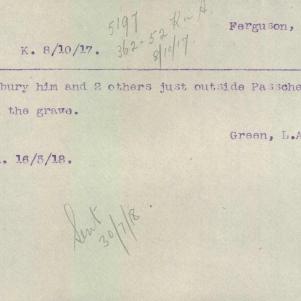 5197
362-52 K in A
8/10/17
Ferguson,
K. 8/10/17.
bury him and 2 others just outside Passche
the grave.
Green, L.A
. 16/5/18.
Sent
30/7/18.